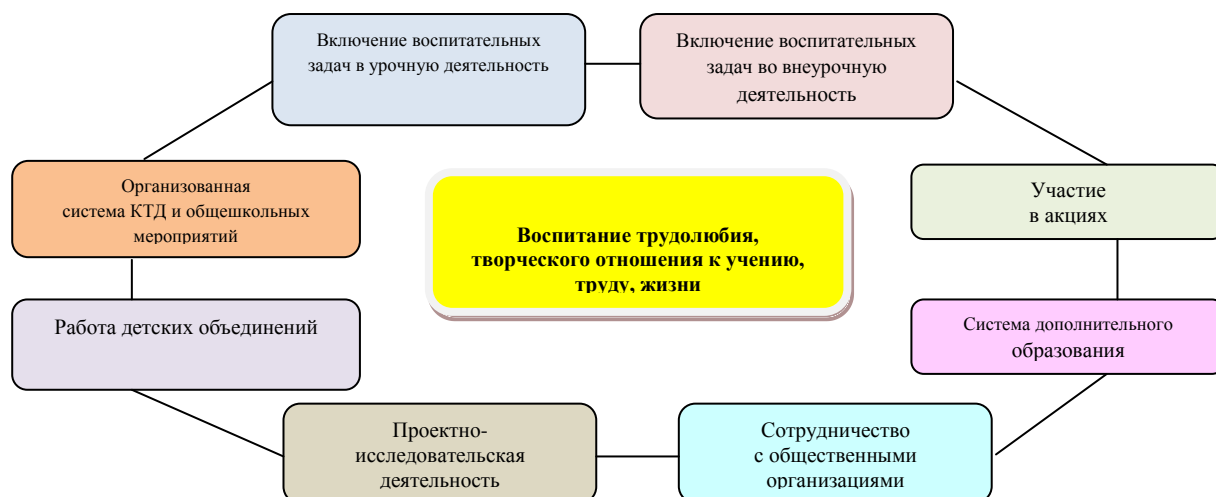 Включение воспитательных
задач в урочную деятельность
Включение воспитательных
задач во внеурочную
деятельность
Организованная
система КТД и общешкольных
мероприятий
Воспитание трудолюбия,
творческого отношения к учению,
труду, жизни
Участие
в акциях
Работа детских объединений
Система дополнительного
образования
Проектно-
исследовательская
деятельность
Сотрудничество
с общественными
организациями